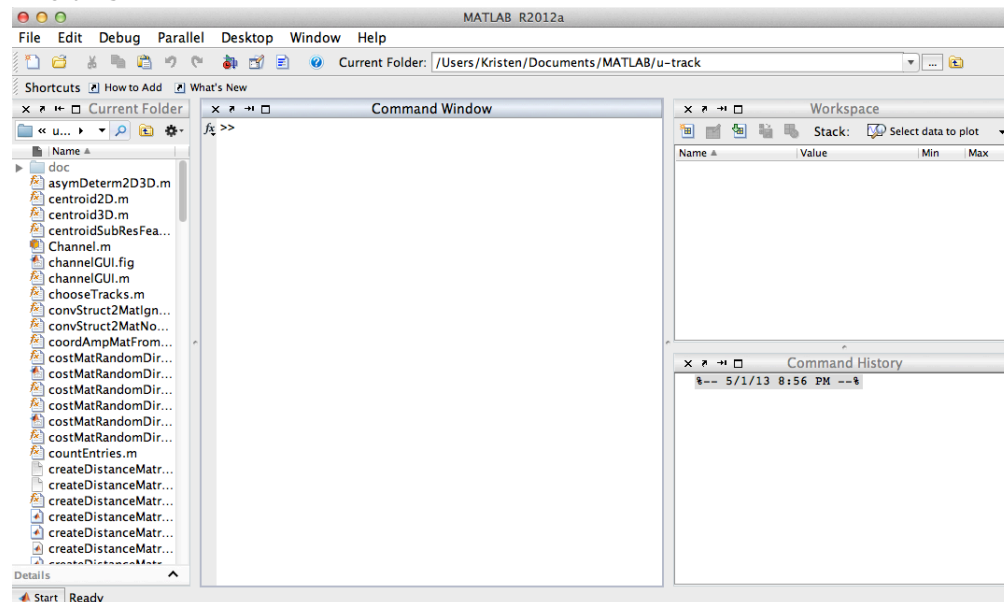 MATLAB R2012a
File Edit Debug Parallel Desktop Window Help
Current Folder: /Users/Kristen/Documents/MATLAB/u-track
Shortcuts How to Add What's New
Current Folder
« u...
Name
doc
asymDeterm2D3D.m
centroid2D.m
centroid3D.m
centroidSubResFea...
Channel.m
channelGUI.fig
channelGUI.m
chooseTracks.m
convStruct2MatIgn...
convStruct2MatNo...
coordAmpMatFrom...
costMatRandomDir...
costMatRandomDir...
costMatRandomDir...
costMatRandomDir...
costMatRandomDir...
costMatRandomDir...
countEntries.m
createDistanceMatr...
createDistanceMatr...
createDistanceMatr...
createDistanceMatr...
createDistanceMatr...
createDistanceMatr...
createDistanceMatr...
Details
Command Window
fx >>
Workspace
Stack: Select data to plot
Name Value Min Max
Command History
%-- 5/1/13 8:56 PM --%
Start Ready